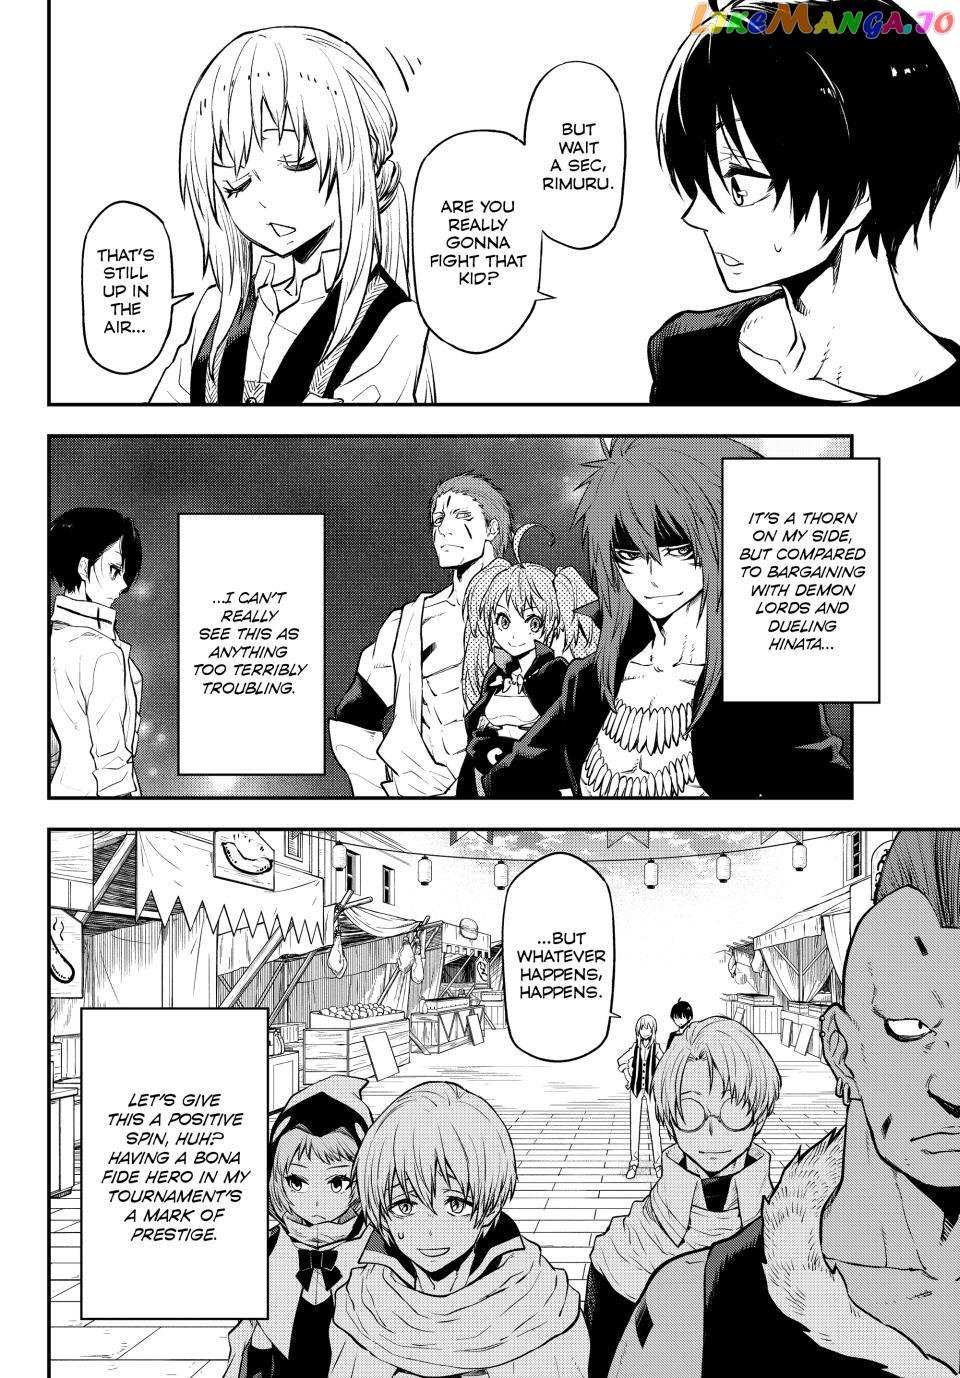 LIKEMANGA.IO
BUT
WAIT
A SEC,
RIMURU.
ARE YOU
REALLY
GONNA
FIGHT THAT
KID?
THAT'S
STILL
UP IN
THE
AIR...
IT'S A THORN
ON MY SIDE,
BUT COMPARED
TO BARGAINING
WITH DEMON
LORDS AND
DUELING
HINATA...
...I CAN'T
REALLY
SEE THIS AS
ANYTHING
TOO TERRIBLY
TROUBLING.
...BUT
WHATEVER
HAPPENS,
HAPPENS.
LET'S GIVE
THIS A POSITIVE
SPIN, HUH?
HAVING A BONA
FIDE HERO IN MY
TOURNAMENT'S
A MARK OF
PRESTIGE.